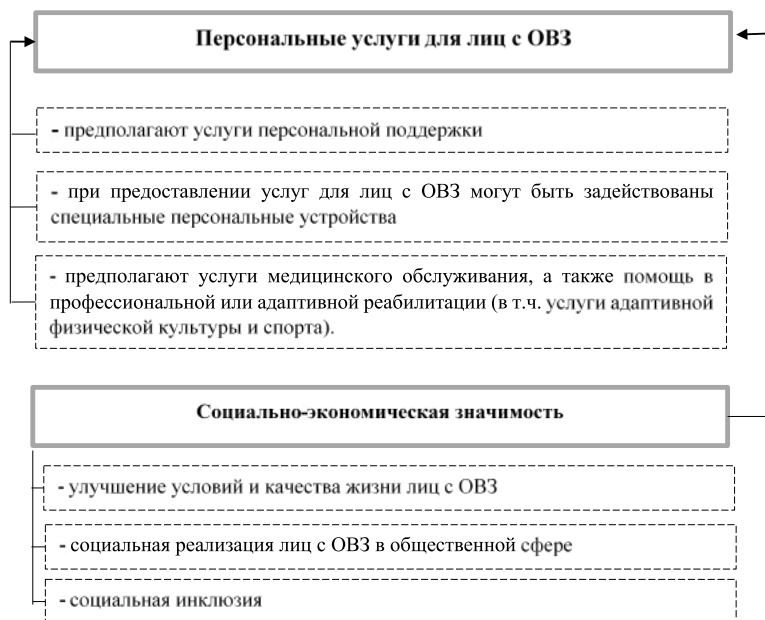 Персональные услуги для лиц с ОВЗ
- предполагают услуги персональной поддержки
- при предоставлении услуг для лиц с ОВЗ могут быть задействованы
специальные персональные устройства
- предполагают услуги медицинского обслуживания, а также помощь в
профессиональной или адаптивной реабилитации (в т.ч. услуги адаптивной
физической культуры и спорта).
Социально-экономическая значимость
- улучшение условий и качества жизни лиц с ОВЗ
- социальная реализация лиц с ОВЗ в общественной сфере
- социальная инклюзия